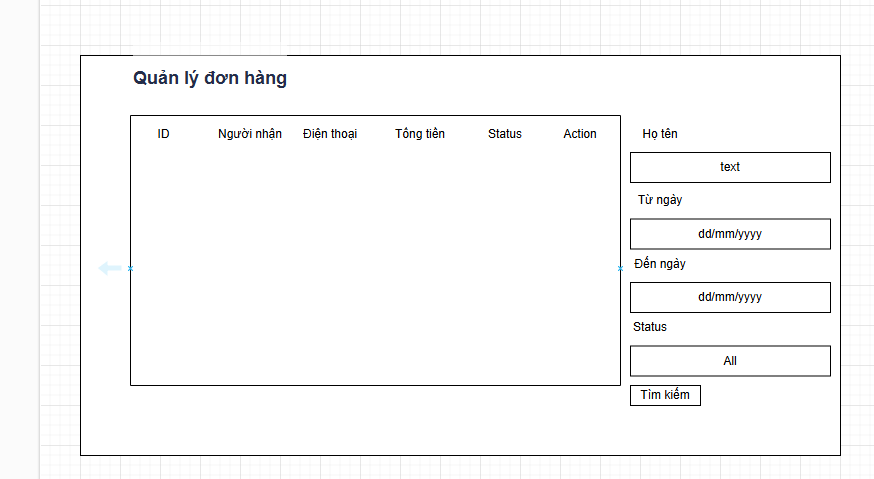 Quản lý đơn hàng
ID Người nhận Điện thoại Tổng tiền Status Action
Họ tên
text
Từ ngày
dd/mm/yyyy
Đến ngày
dd/mm/yyyy
Status
All
Tìm kiếm